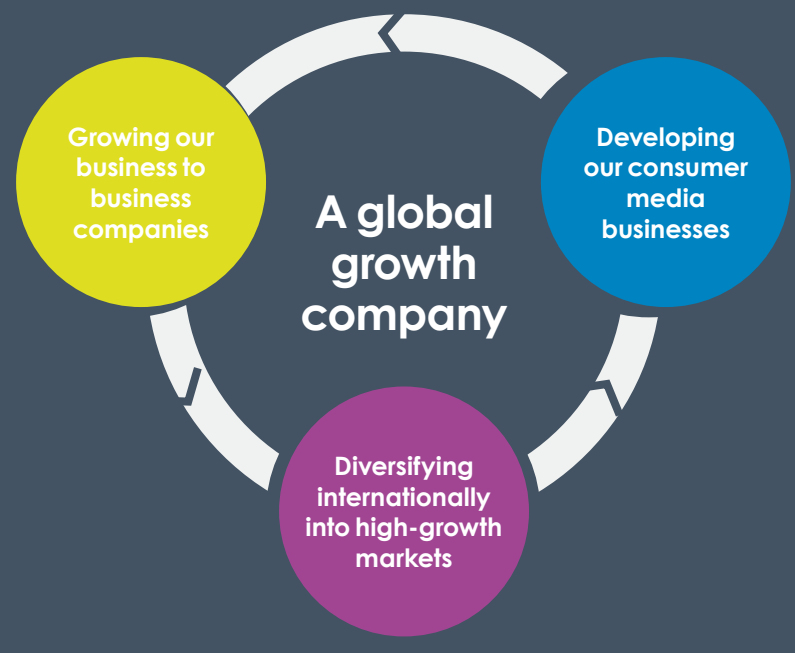 Growing our
business to
business
companies
Developing
our consumer
media
businesses
A global
growth
company
Diversifying
internationally
into high-growth
markets